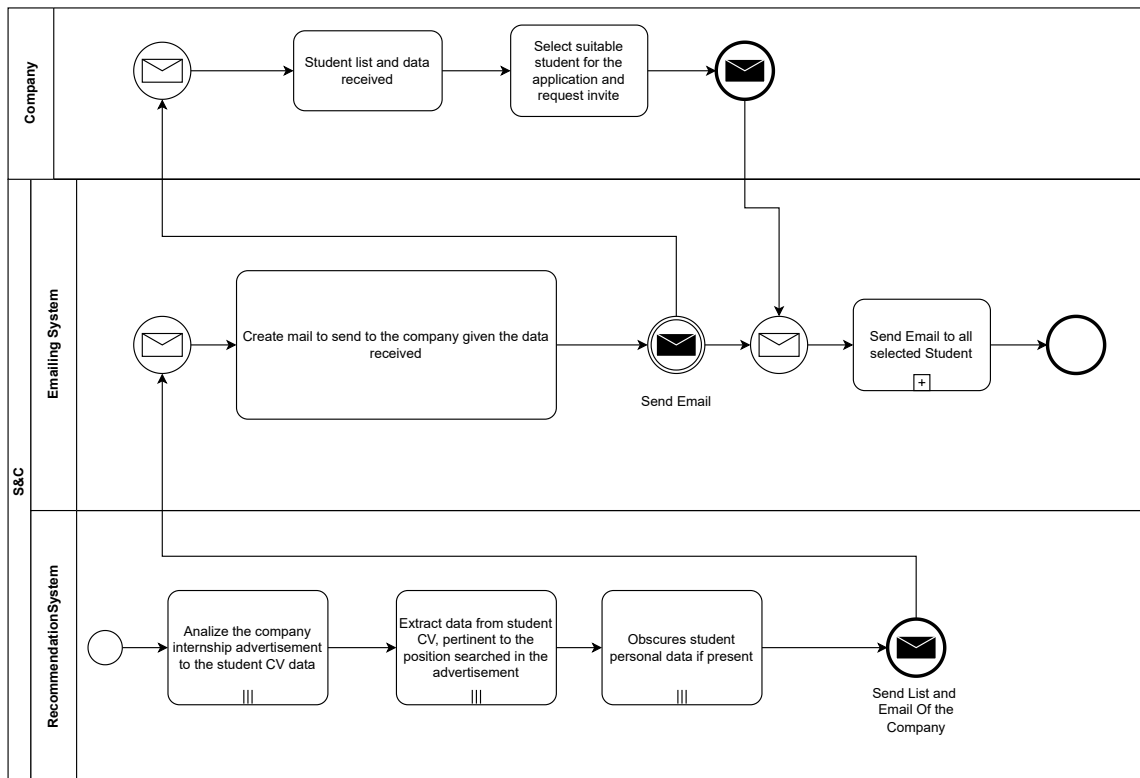 Company
Student list and data
received
Select suitable
student for the
application and
request invite
S&C
Emailing System
Create mail to send to the company given the data
received
Send Email
Send Email to all
selected Student
RecommendationSystem
Analize the company
internship advertisement
to the student CV data
Extract data from student
CV, pertinent to the
position searched in the
advertisement
Obscures student
personal data if present
Send List and
Email Of the
Company